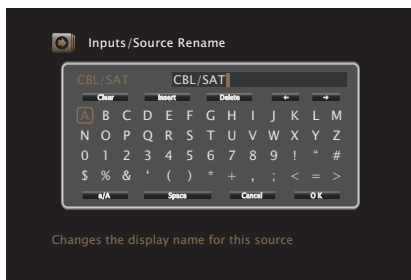 Inputs/Source Rename
CBL/SAT CBL/SAT
Clear Insert Delete ← →
A B C D E F G H I J K L M
N O P Q R S T U V W X Y Z
0 1 2 3 4 5 6 7 8 9 ! “ #
$ % & ‘ ( ) * + , ; < = >
a/A Space Cancel OK
Changes the display name for this source